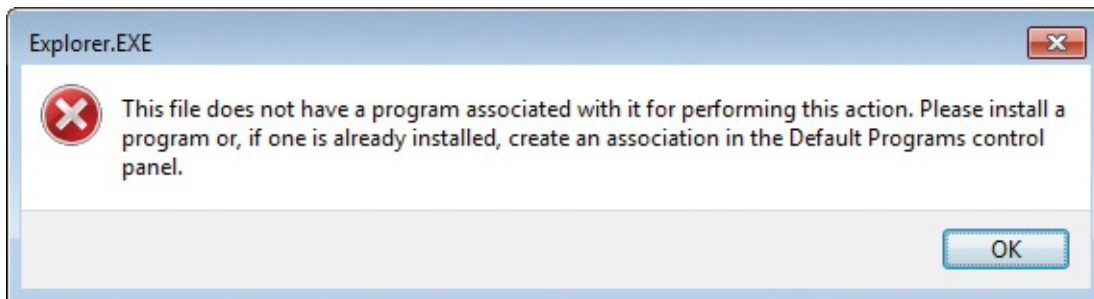 Explorer.EXE
This file does not have a program associated with it for performing this action. Please install a
program or, if one is already installed, create an association in the Default Programs control
panel.
OK